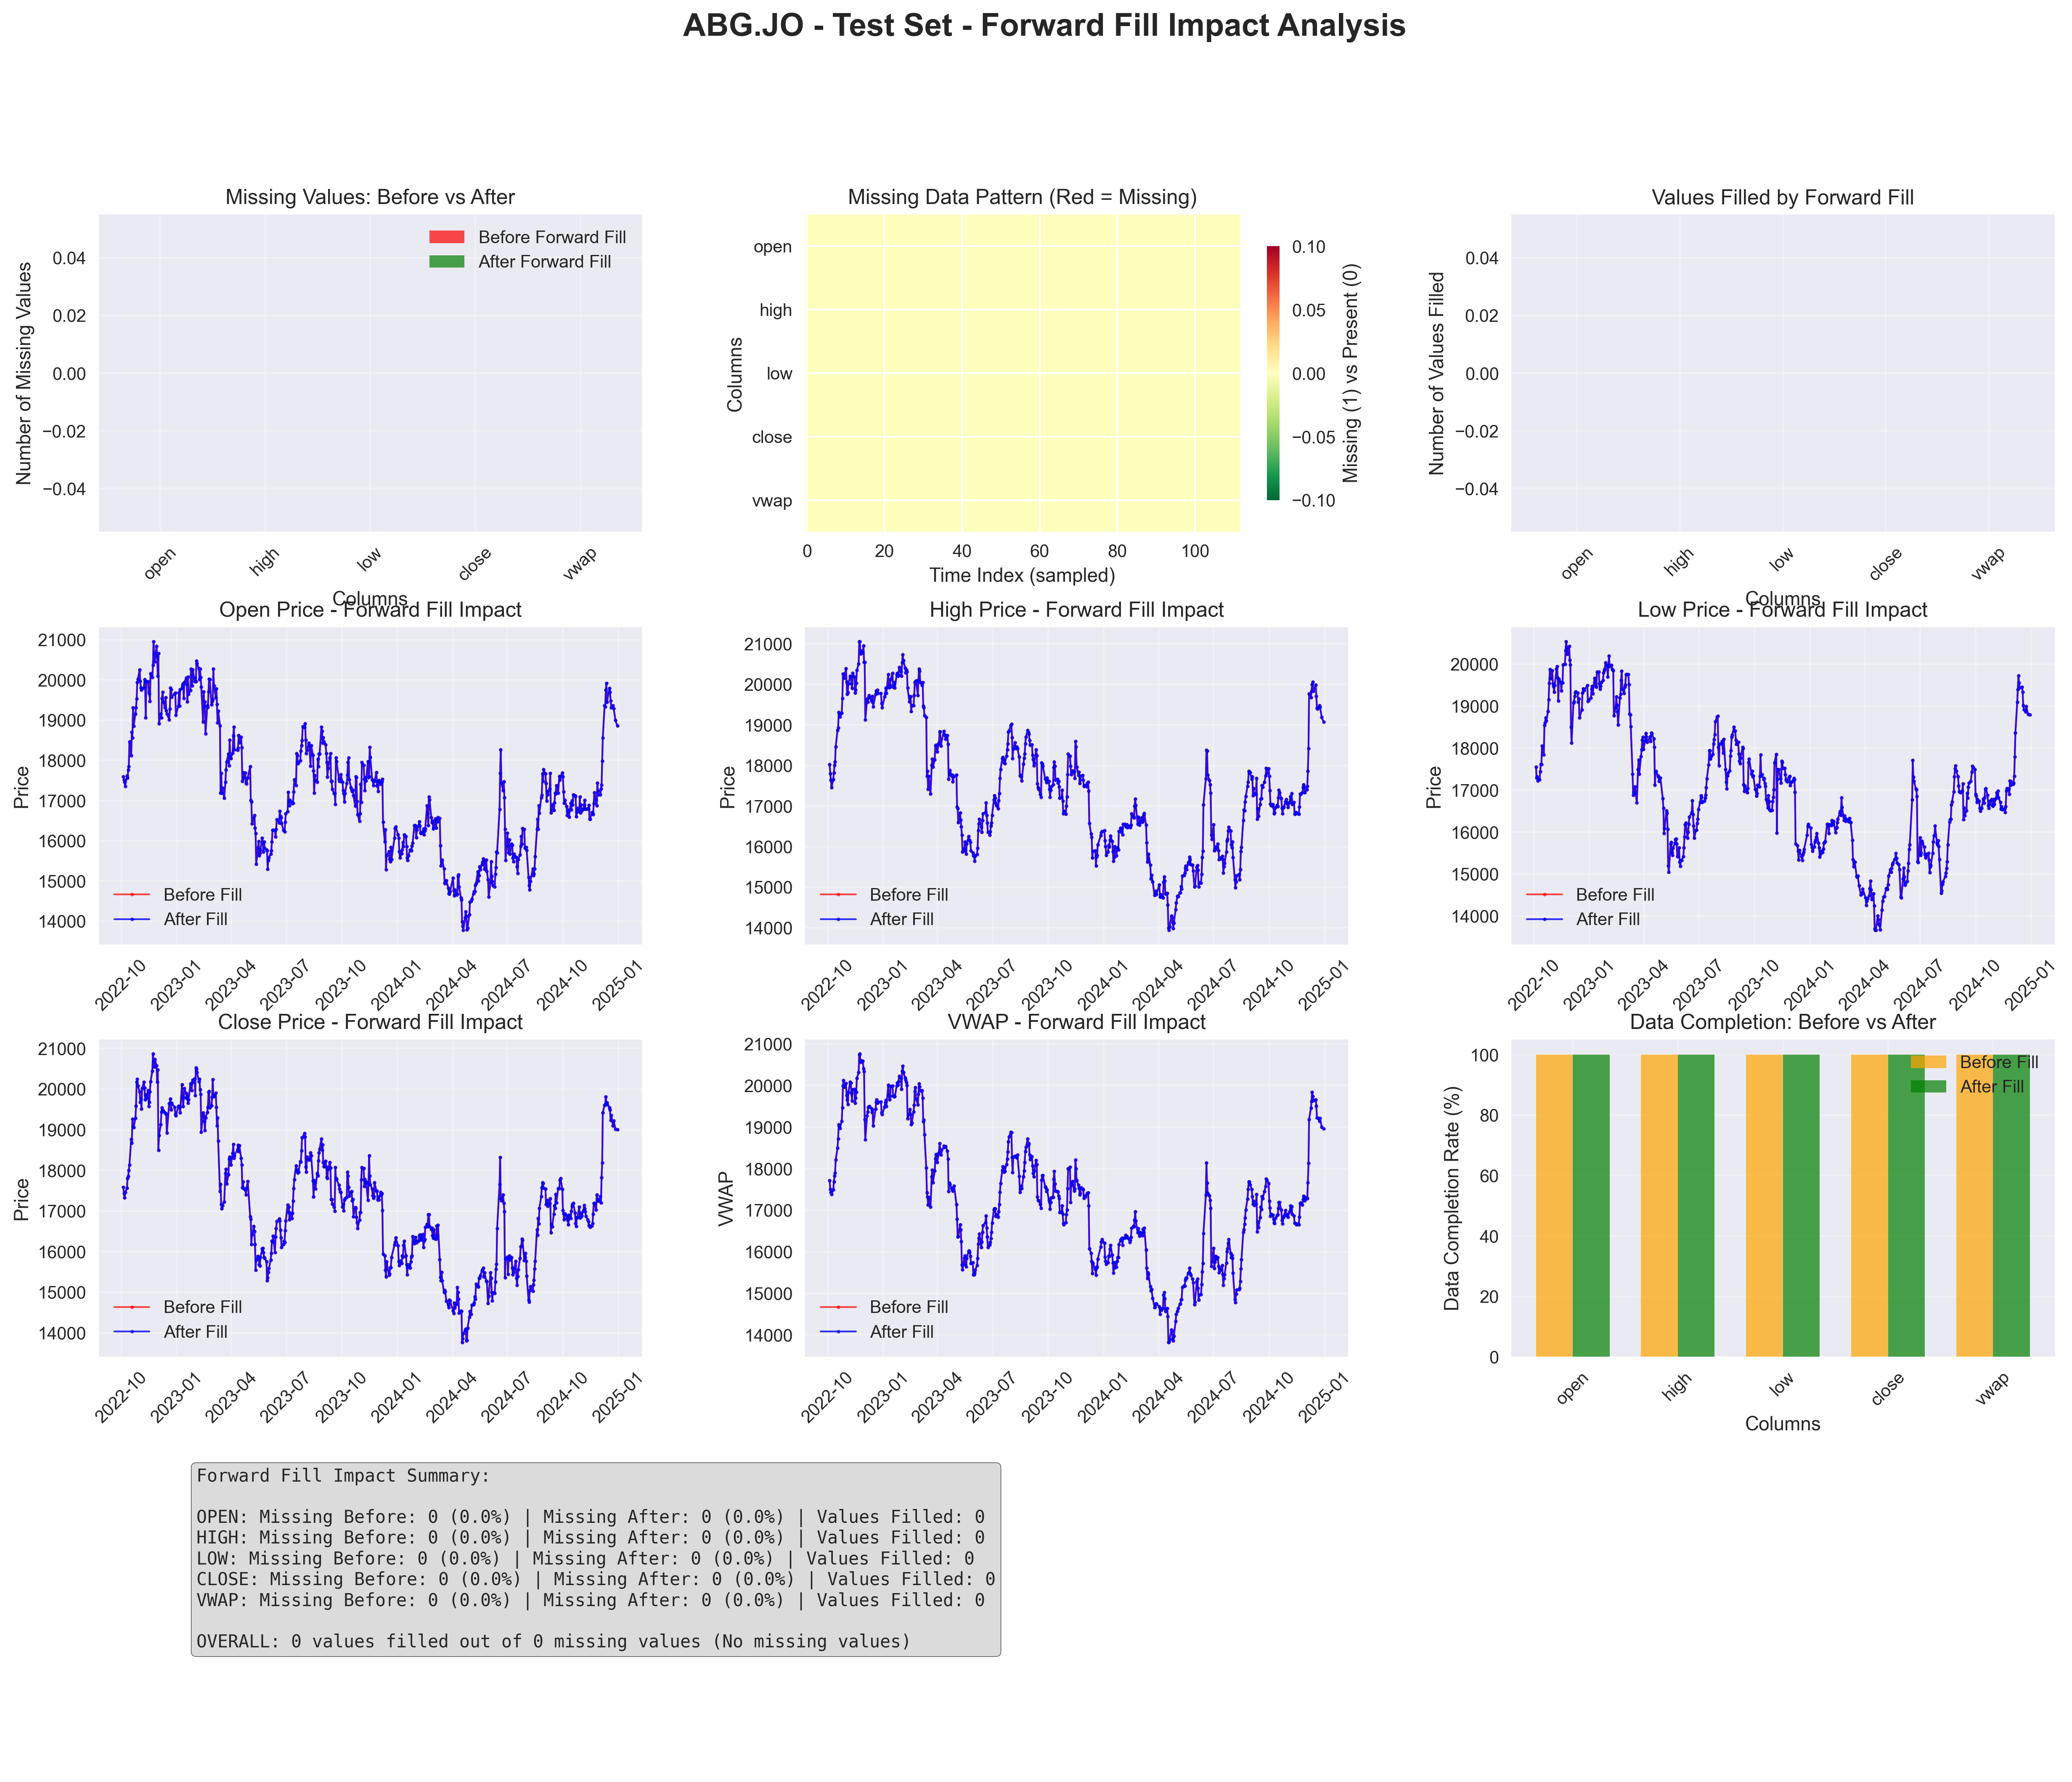 ABG.JO - Test Set - Forward Fill Impact Analysis
Missing Values: Before vs After
Number of Missing Values
0.04
0.02
0.00
−0.02
−0.04
Before Forward Fill
After Forward Fill
open
high
low
close
vwap
Columns
Missing Data Pattern (Red = Missing)
Columns
open
high
low
close
vwap
0
20
40
60
80
100
Time Index (sampled)
0.10
0.05
0.00
−0.05
−0.10
Missing (1) vs Present (0)
Values Filled by Forward Fill
Number of Values Filled
0.04
0.02
0.00
−0.02
−0.04
open
high
low
close
vwap
Columns
Open Price - Forward Fill Impact
Price
21000
20000
19000
18000
17000
16000
15000
14000
Before Fill
After Fill
2022-10
2023-01
2023-04
2023-07
2023-10
2024-01
2024-04
2024-07
2024-10
2025-01
High Price - Forward Fill Impact
Price
21000
20000
19000
18000
17000
16000
15000
14000
Before Fill
After Fill
2022-10
2023-01
2023-04
2023-07
2023-10
2024-01
2024-04
2024-07
2024-10
2025-01
Low Price - Forward Fill Impact
Price
20000
19000
18000
17000
16000
15000
14000
Before Fill
After Fill
2022-10
2023-01
2023-04
2023-07
2023-10
2024-01
2024-04
2024-07
2024-10
2025-01
Close Price - Forward Fill Impact
Price
21000
20000
19000
18000
17000
16000
15000
14000
Before Fill
After Fill
2022-10
2023-01
2023-04
2023-07
2023-10
2024-01
2024-04
2024-07
2024-10
2025-01
VWAP - Forward Fill Impact
VWAP
21000
20000
19000
18000
17000
16000
15000
14000
Before Fill
After Fill
2022-10
2023-01
2023-04
2023-07
2023-10
2024-01
2024-04
2024-07
2024-10
2025-01
Data Completion: Before vs After
Data Completion Rate (%)
100
80
60
40
20
0
Before Fill
After Fill
open
high
low
close
vwap
Columns
Forward Fill Impact Summary:
OPEN: Missing Before: 0 (0.0%) | Missing After: 0 (0.0%) | Values Filled: 0
HIGH: Missing Before: 0 (0.0%) | Missing After: 0 (0.0%) | Values Filled: 0
LOW: Missing Before: 0 (0.0%) | Missing After: 0 (0.0%) | Values Filled: 0
CLOSE: Missing Before: 0 (0.0%) | Missing After: 0 (0.0%) | Values Filled: 0
VWAP: Missing Before: 0 (0.0%) | Missing After: 0 (0.0%) | Values Filled: 0
OVERALL: 0 values filled out of 0 missing values (No missing values)